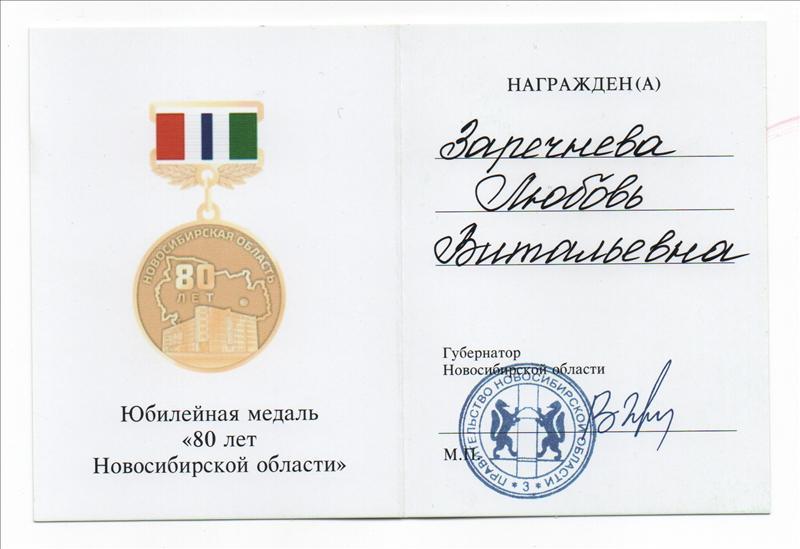 НОВОСИБИРСКАЯ ОБЛАСТЬ
80
ЛЕТ
Юбилейная медаль
«80 лет
Новосибирской области»
НАГРАЖДЕН(А)
Заречнева
Любовь
Витальевна
Губернатор
Новосибирской области
М.П.
ПРАВИТЕЛЬСТВО НОВОСИБИРСКОЙ ОБЛАСТИ
* 3 *